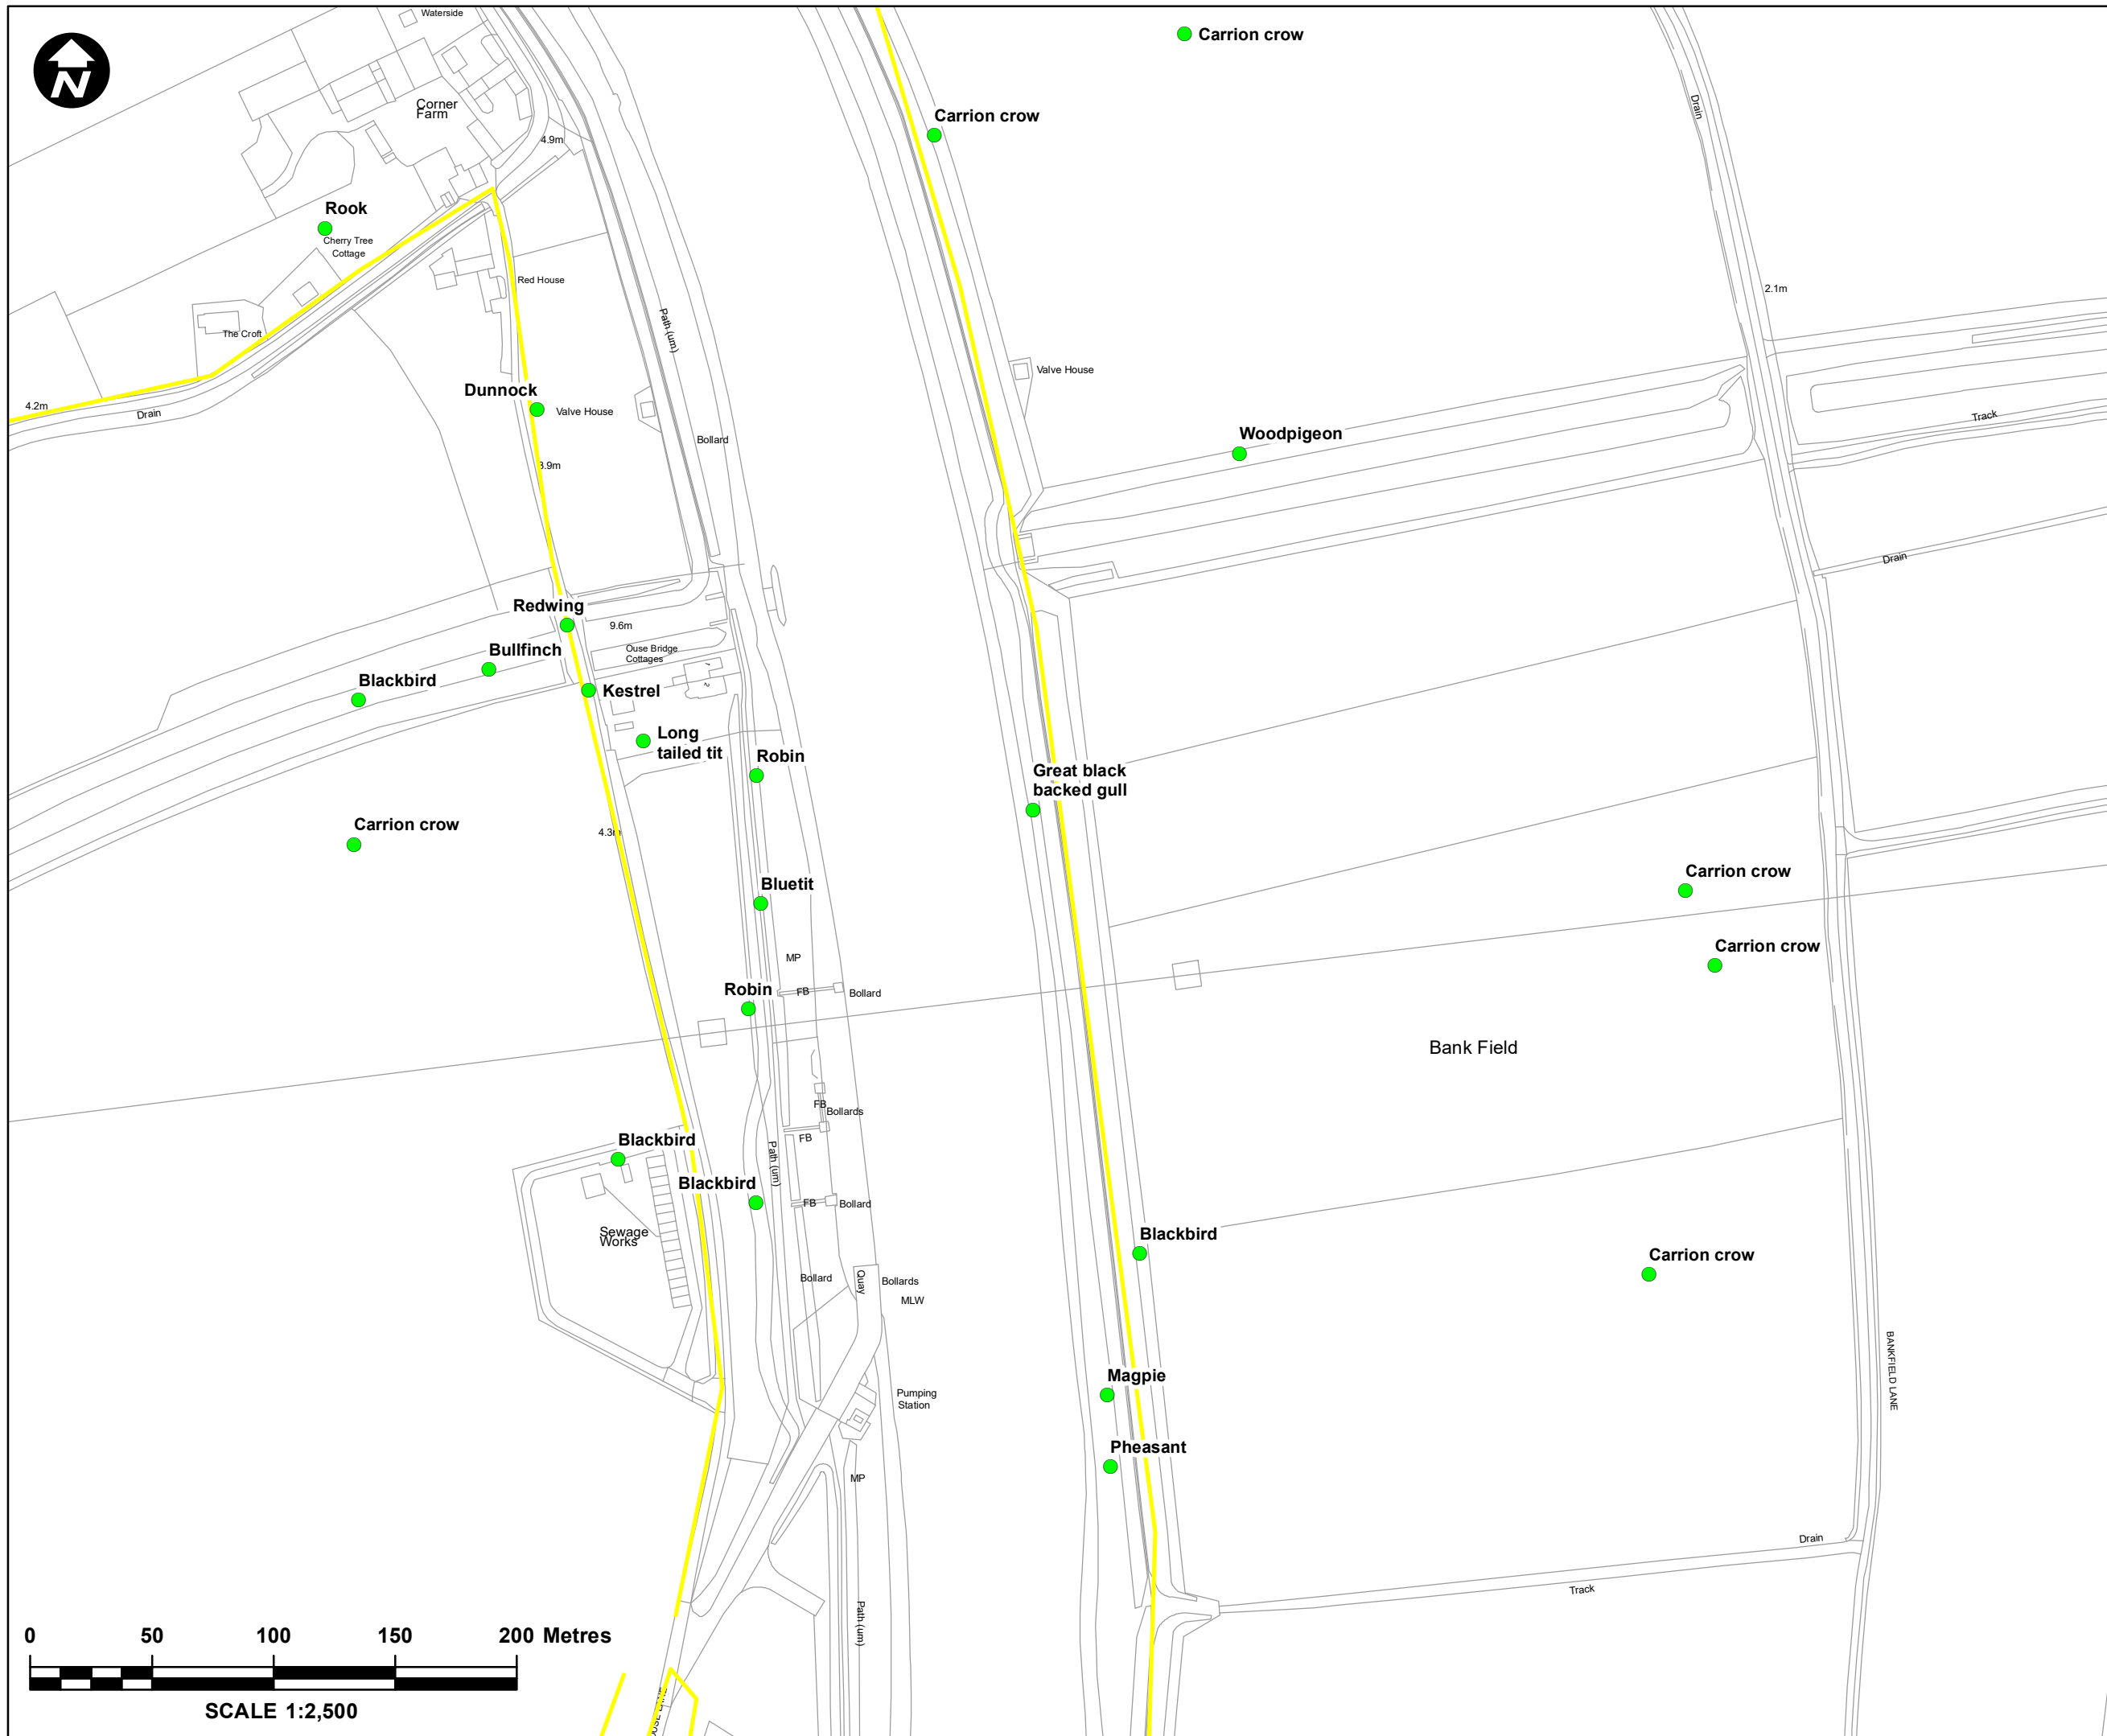 Waterside
N
Carrion crow
Corner
Farm
Drain
Carrion crow
4.9m
Rook
Cherry Tree
Cottage
Red House
2.1m
Path (um)
The Croft
Valve House
Dunnock
4.2m
Drain
Valve House
Track
Bollard
Woodpigeon
3.9m
Drain
Redwing
9.6m
Bullfinch
Ouse Bridge
Cottages
1
2
Blackbird
Kestrel
Long
tailed tit
Robin
Great black
backed gull
Carrion crow
4.3m
Carrion crow
Bluetit
Carrion crow
MP
Robin
FB
Bollard
Bank Field
FB
Bollards
FB
Blackbird
Path (um)
Blackbird
FB
Bollard
Sewage
Works
Blackbird
Carrion crow
Bollard
Quay
Bollards
MLW
BANKFIELD LANE
Magpie
Pumping
Station
Pheasant
MP
Drain
Track
Path (um)
0 50 100 150 200 Metres
SCALE 1:2,500